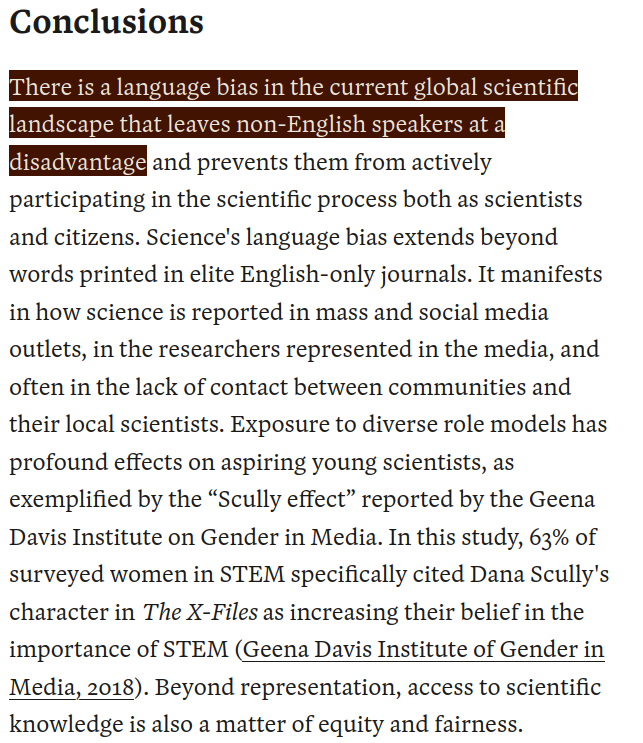 Conclusions
There is a language bias in the current global scientific
landscape that leaves non-English speakers at a
disadvantage and prevents them from actively
participating in the scientific process both as scientists
and citizens. Science's language bias extends beyond
words printed in elite English-only journals. It manifests
in how science is reported in mass and social media
outlets, in the researchers represented in the media, and
often in the lack of contact between communities and
their local scientists. Exposure to diverse role models has
profound effects on aspiring young scientists, as
exemplified by the “Scully effect” reported by the Geena
Davis Institute on Gender in Media. In this study, 63% of
surveyed women in STEM specifically cited Dana Scully's
character in The X-Files as increasing their belief in the
importance of STEM (Geena Davis Institute of Gender in
Media, 2018). Beyond representation, access to scientific
knowledge is also a matter of equity and fairness.